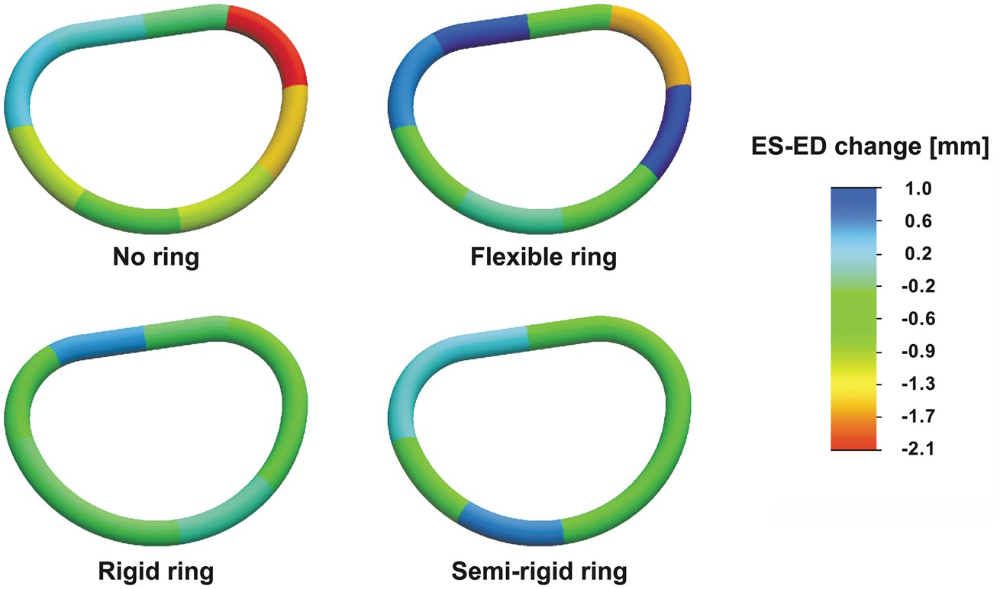 No ring
Flexible ring
Rigid ring
Semi-rigid ring
ES-ED change [mm]
1.0
0.6
0.2
-0.2
-0.6
-0.9
-1.3
-1.7
-2.1